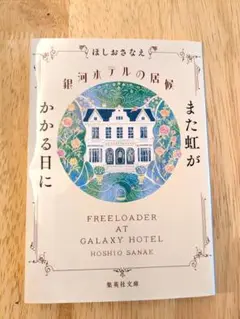 ほしおさなえ
銀河ホテルの居候
また虹が
かかる日に
FREELOADER
AT
GALAXY HOTEL
HOSHIO SANAE
集英社文庫